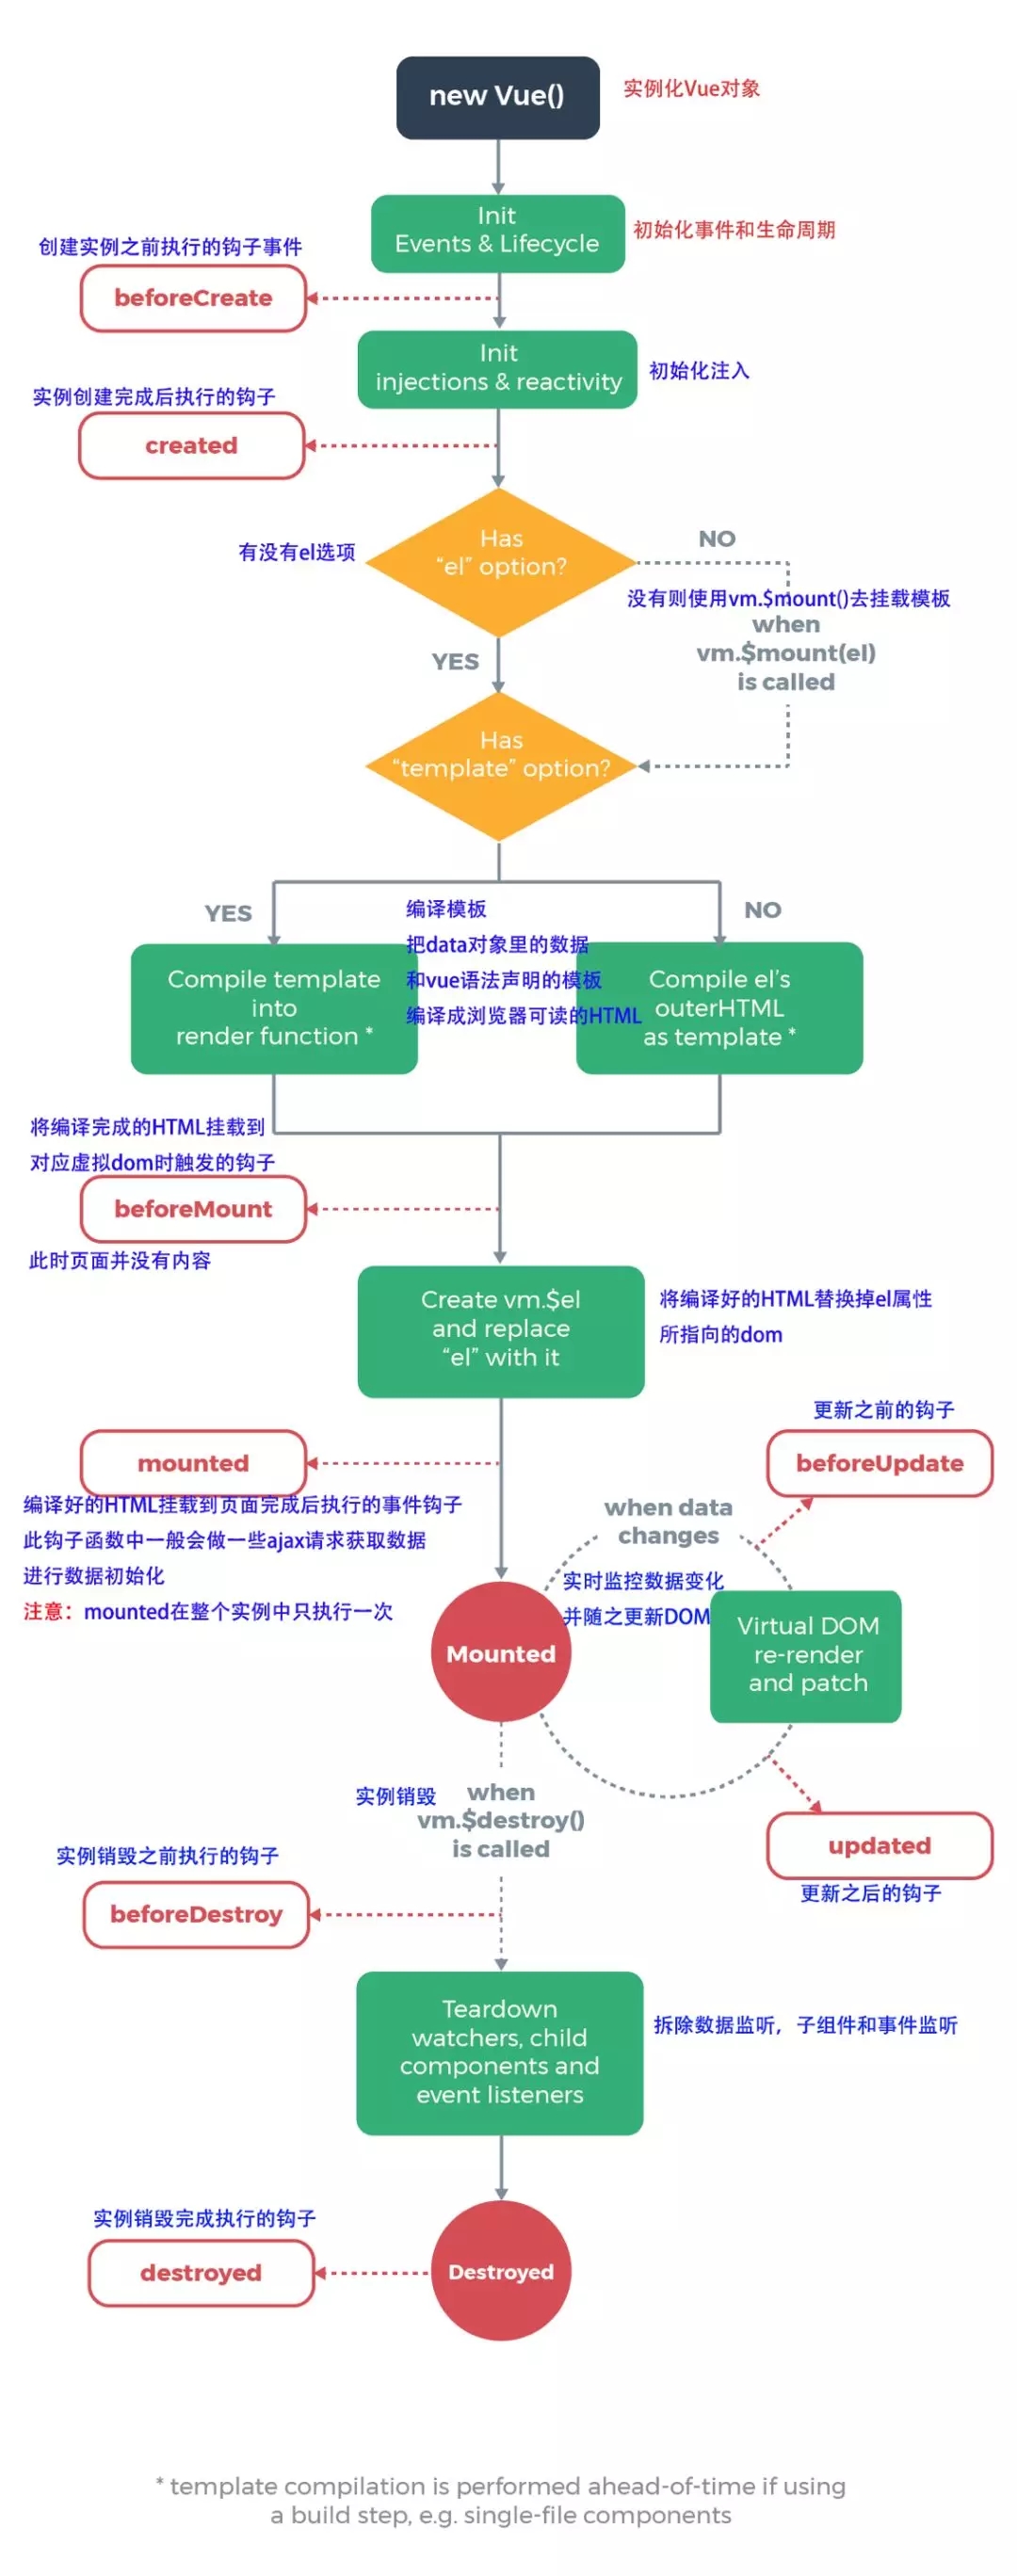 new Vue()
实例化Vue对象
Init
Events & Lifecycle
初始化事件和生命周期
创建实例之前执行的钩子事件
beforeCreate
Init
injections & reactivity
初始化注入
实例创建完成后执行的钩子
created
Has
“el” option?
有没有el选项
NO
没有则使用vm.$mount()去挂载模板
when
vm.$mount(el)
is called
YES
Has
“template” option?
YES
NO
编译模板
把data对象里的数据
和vue语法声明的模板
编译成浏览器可读的HTML
Compile template
into
render function *
Compile el’s
outerHTML
as template *
将编译完成的HTML挂载到
对应虚拟dom时触发的钩子
beforeMount
此时页面并没有内容
Create vm.$el
and replace
“el” with it
将编译好的HTML替换掉el属性
所指向的dom
mounted
编译好的HTML挂载到页面完成后执行的事件钩子
此钩子函数中一般会做一些ajax请求获取数据
进行数据初始化
注意：mounted在整个实例中只执行一次
更新之前的钩子
beforeUpdate
when data
changes
实时监控数据变化
并随之更新DOM
Mounted
Virtual DOM
re-render
and patch
实例销毁
when
vm.$destroy()
is called
updated
更新之后的钩子
实例销毁之前执行的钩子
beforeDestroy
Teardown
watchers, child
components and
event listeners
拆除数据监听，子组件和事件监听
实例销毁完成执行的钩子
destroyed
Destroyed
* template compilation is performed ahead-of-time if using
a build step, e.g. single-file components